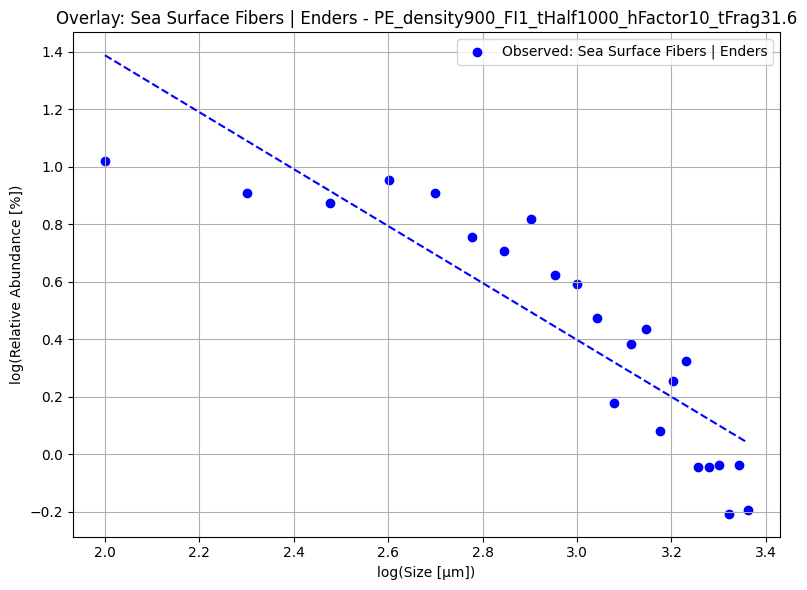 Overlay: Sea Surface Fibers | Enders - PE_density900_FI1_tHalf1000_hFactor10_tFrag31.6
Observed: Sea Surface Fibers | Enders
log(Relative Abundance [%])
1.4
1.2
1.0
0.8
0.6
0.4
0.2
0.0
−0.2
2.0 2.2 2.4 2.6 2.8 3.0 3.2 3.4
log(Size [µm])